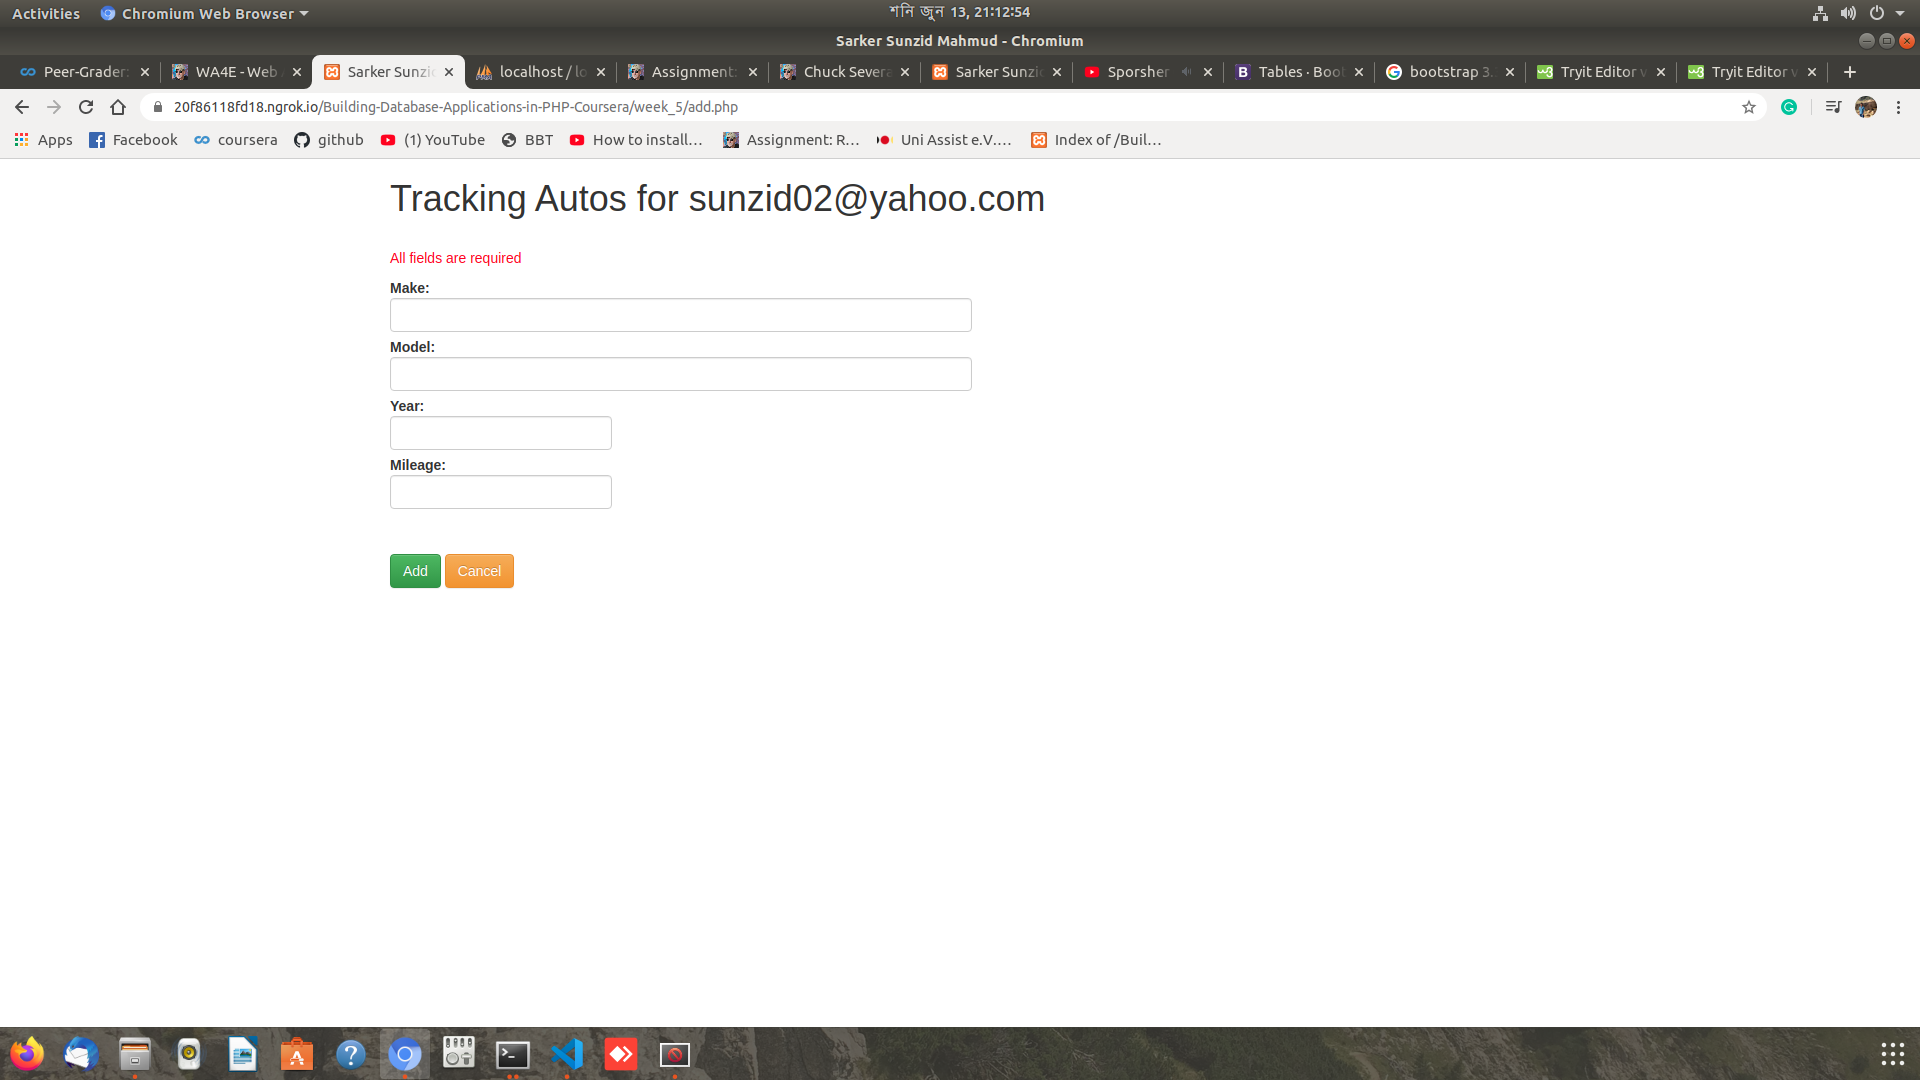 Activities
Chromium Web Browser
শনি জুন 13, 21:12:54
Sarker Sunzid Mahmud - Chromium
Peer-Grader:
WA4E - Web
Sarker Sunzid
localhost / lo
Assignment:
Chuck Severa
Sarker Sunzid
Sporsher
Tables · Boot
bootstrap 3.
Tryit Editor v
Tryit Editor v
20f86118fd18.ngrok.io/Building-Database-Applications-in-PHP-Coursera/week_5/add.php
Apps
Facebook
coursera
github
(1) YouTube
BBT
How to install...
Assignment: R...
Uni Assist e.V....
Index of /Buil...
Tracking Autos for sunzid02@yahoo.com
All fields are required
Make:
Model:
Year:
Mileage:
Add
Cancel